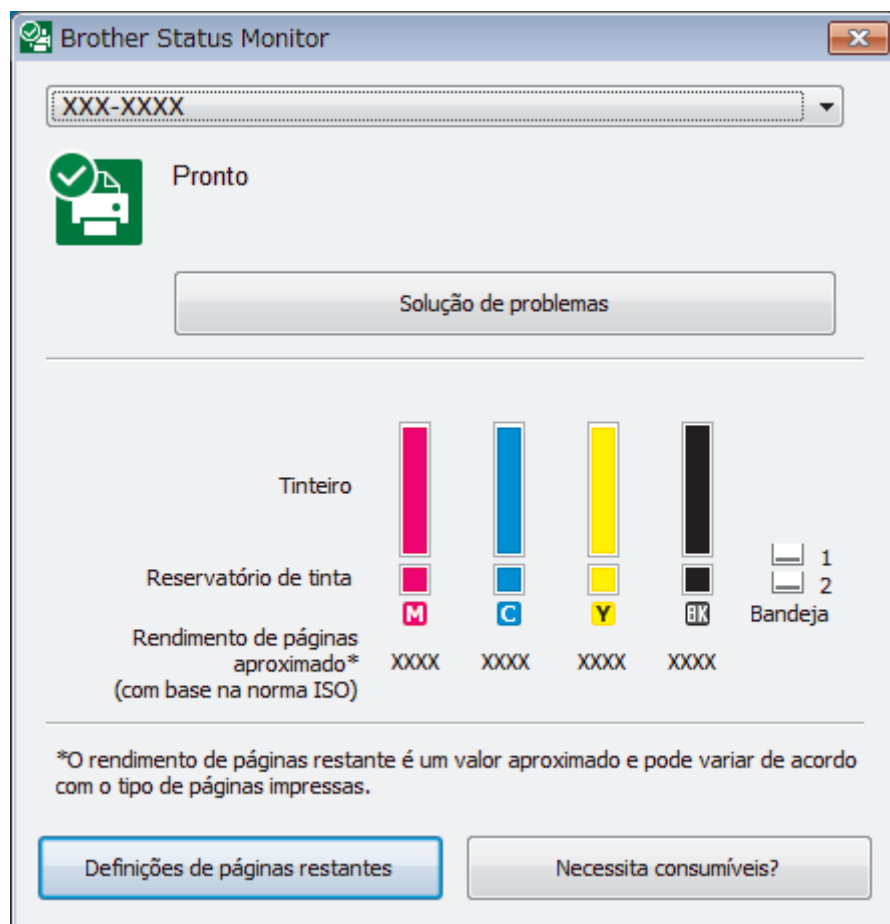 Brother Status Monitor
XXX-XXXX
Pronto
Solução de problemas
Tinteiro
1
Reservatório de tinta
2
M C Y BK Bandeja
Rendimento de páginas
aproximado* XXXX XXXX XXXX XXXX
(com base na norma ISO)
*O rendimento de páginas restante é um valor aproximado e pode variar de acordo
com o tipo de páginas impressas.
Definições de páginas restantes
Necessita consumíveis?